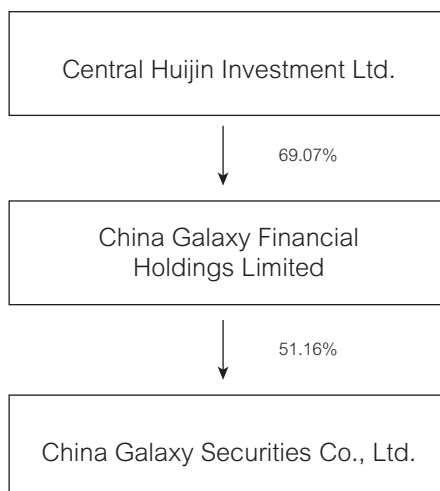 Central Huijin Investment Ltd.
69.07%
China Galaxy Financial
Holdings Limited
51.16%
China Galaxy Securities Co., Ltd.